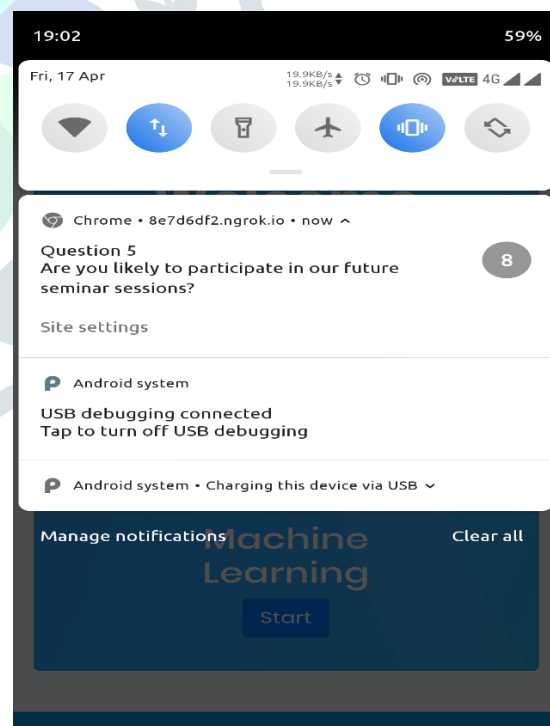 19:02 59%
Fri, 17 Apr 19.9KB/s 19.9KB/s VoLTE 4G
Welcome
Chrome • 8e7d6df2.ngrok.io • now
Question 5
Are you likely to participate in our future
seminar sessions?
8
Site settings
Android system
USB debugging connected
Tap to turn off USB debugging
Android system • Charging this device via USB
Manage notifications Clear all
Machine
Learning
Start